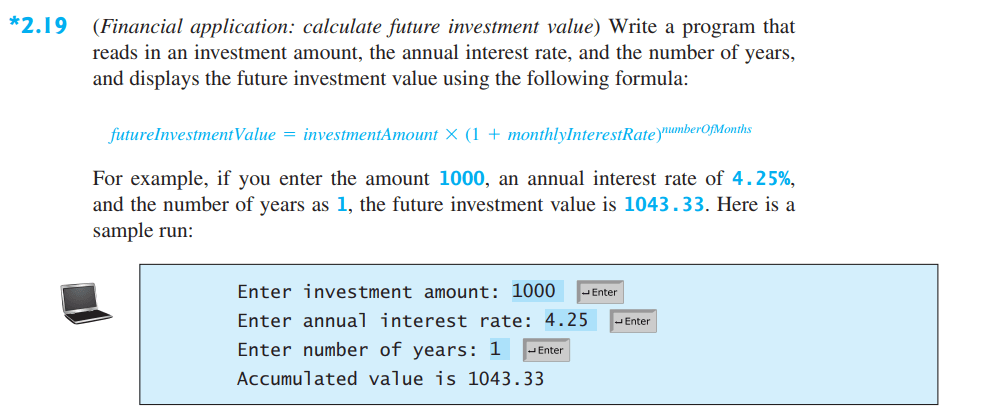 *2.19 (Financial application: calculate future investment value) Write a program that
reads in an investment amount, the annual interest rate, and the number of years,
and displays the future investment value using the following formula:
futureInvestmentValue = investmentAmount × (1 + monthlyInterestRate)^numberOfMonths
For example, if you enter the amount 1000, an annual interest rate of 4.25%,
and the number of years as 1, the future investment value is 1043.33. Here is a
sample run:
Enter investment amount: 1000 ↵Enter
Enter annual interest rate: 4.25 ↵Enter
Enter number of years: 1 ↵Enter
Accumulated value is 1043.33